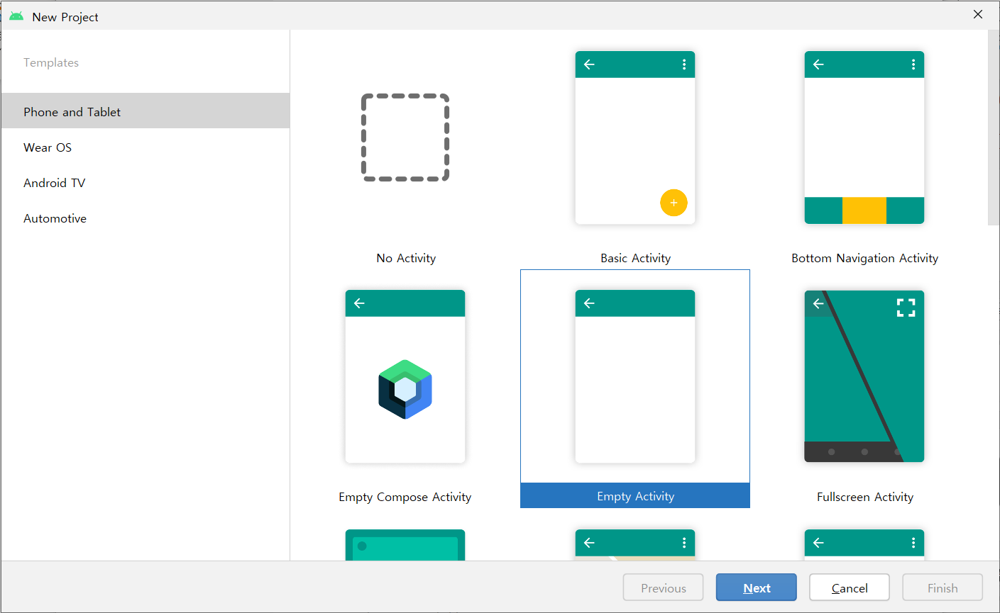 New Project
Templates
Phone and Tablet
Wear OS
Android TV
Automotive
No Activity
Basic Activity
Bottom Navigation Activity
Empty Compose Activity
Empty Activity
Fullscreen Activity
Previous
Next
Cancel
Finish